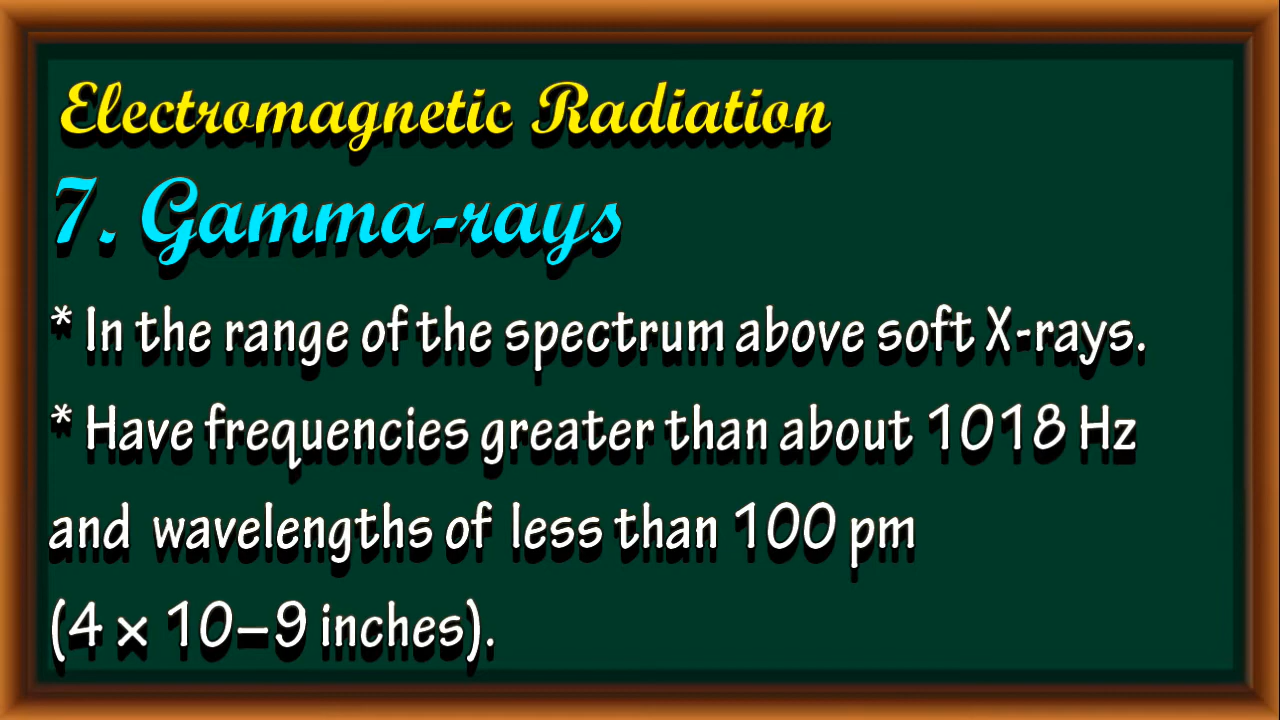 Electromagnetic Radiation
7. Gamma-rays
* In the range of the spectrum above soft X-rays.
* Have frequencies greater than about 1018 Hz
and wavelengths of less than 100 pm
(4 × 10–9 inches).